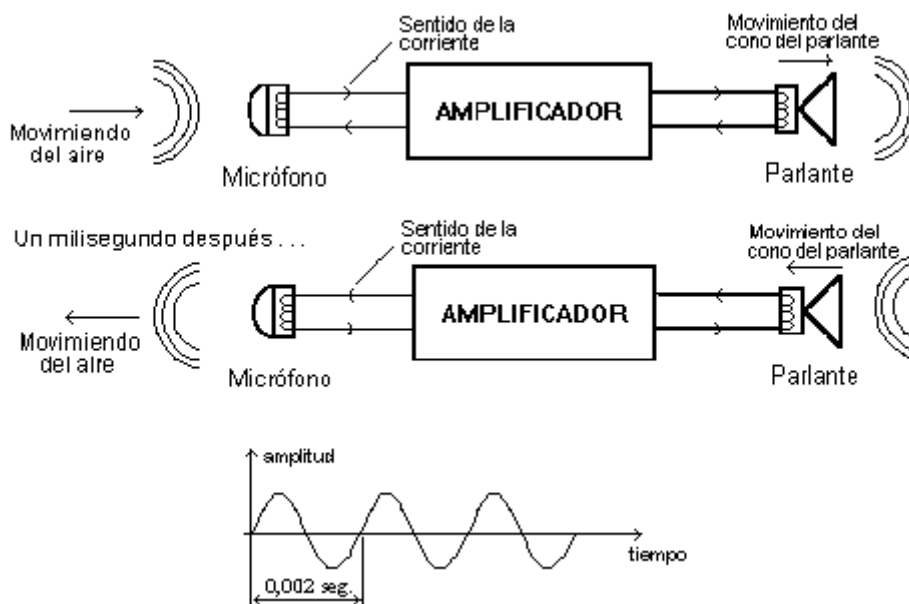 Sentido de la
corriente
Movimiento del
cono del parlante
AMPLIFICADOR
Movimiendo
del aire
Micrófono
Parlante
Un milisegundo después . . .
Sentido de la
corriente
Movimiento del
cono del parlante
AMPLIFICADOR
Movimiendo
del aire
Micrófono
Parlante
amplitud
tiempo
0,002 seg.